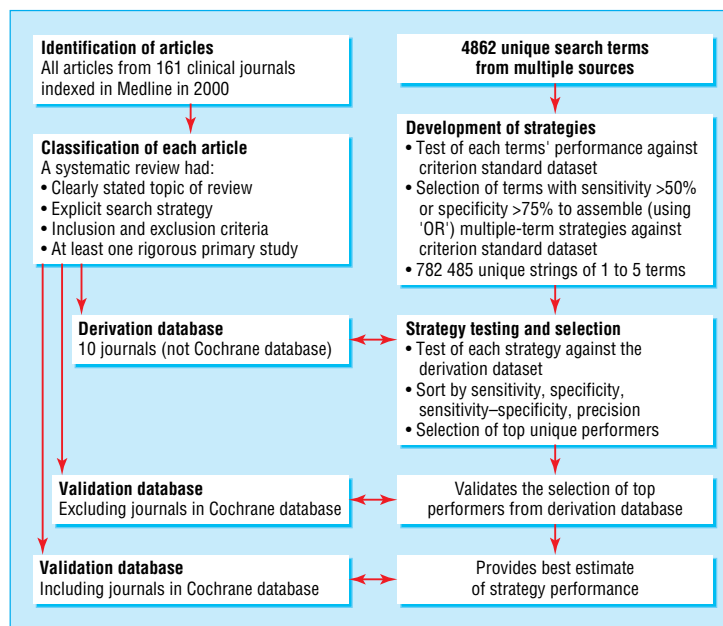 Identification of articles
All articles from 161 clinical journals
indexed in Medline in 2000
Classification of each article
A systematic review had:
• Clearly stated topic of review
• Explicit search strategy
• Inclusion and exclusion criteria
• At least one rigorous primary study
Derivation database
10 journals (not Cochrane database)
Validation database
Excluding journals in Cochrane database
Validation database
Including journals in Cochrane database
4862 unique search terms
from multiple sources
Development of strategies
• Test of each terms' performance against
criterion standard dataset
• Selection of terms with sensitivity >50%
or specificity >75% to assemble (using
'OR') multiple-term strategies against
criterion standard dataset
• 782 485 unique strings of 1 to 5 terms
Strategy testing and selection
• Test of each strategy against the
derivation dataset
• Sort by sensitivity, specificity,
sensitivity–specificity, precision
• Selection of top unique performers
Validates the selection of top
performers from derivation database
Provides best estimate
of strategy performance